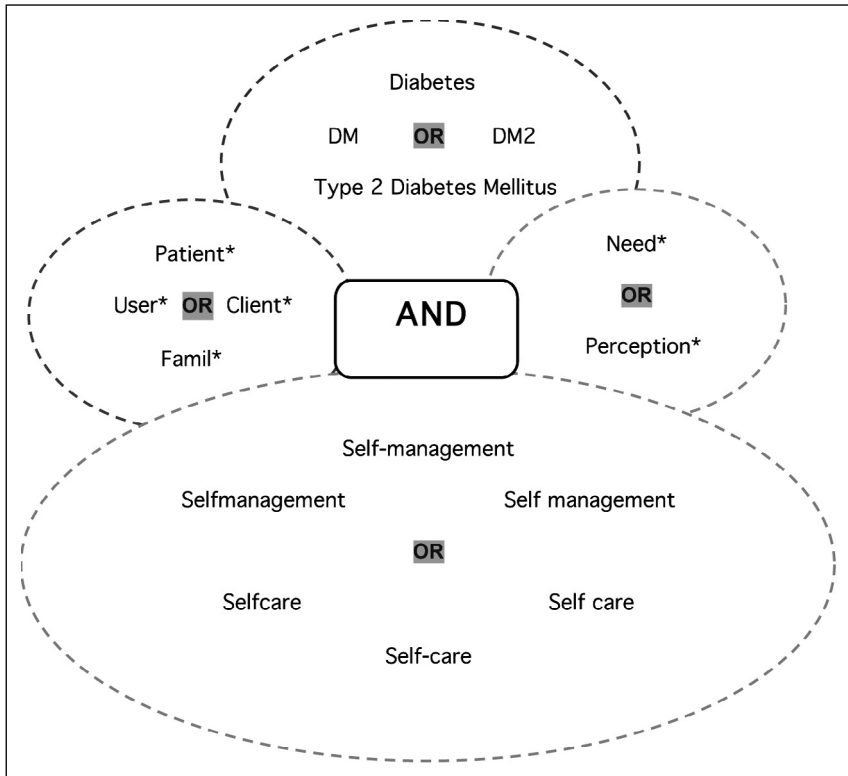 Diabetes
DM OR DM2
Type 2 Diabetes Mellitus
Patient*
User* OR Client*
Famil*
AND
Need*
OR
Perception*
Self-management
Selfmanagement Self management
OR
Selfcare Self care
Self-care